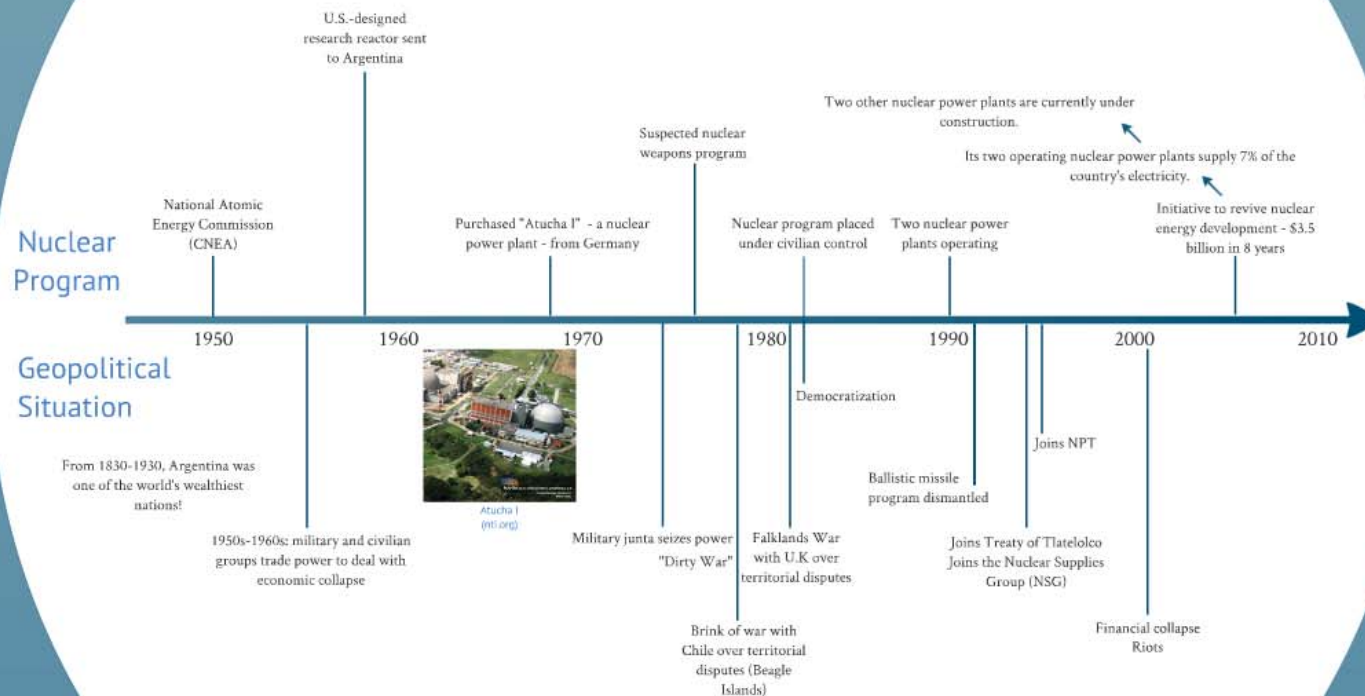 U.S.-designed
research reactor sent
to Argentina
Two other nuclear power plants are currently under
construction.
Suspected nuclear
weapons program
Its two operating nuclear power plants supply 7% of the
country's electricity.
National Atomic
Energy Commission
(CNEA)
Purchased "Atucha I" - a nuclear
power plant - from Germany
Nuclear program placed
under civilian control
Two nuclear power
plants operating
Initiative to revive nuclear
energy development - $3.5
billion in 8 years
Nuclear
Program
1950
1960
1970
1980
1990
2000
2010
Geopolitical
Situation
From 1830-1930, Argentina was
one of the world's wealthiest
nations!
1950s-1960s: military and civilian
groups trade power to deal with
economic collapse
Atucha I
(nti.org)
Military junta seizes power
"Dirty War"
Brink of war with
Chile over territorial
disputes (Beagle
Islands)
Falklands War
with U.K over
territorial disputes
Democratization
Ballistic missile
program dismantled
Joins Treaty of Tlatelolco
Joins the Nuclear Supplies
Group (NSG)
Joins NPT
Financial collapse
Riots